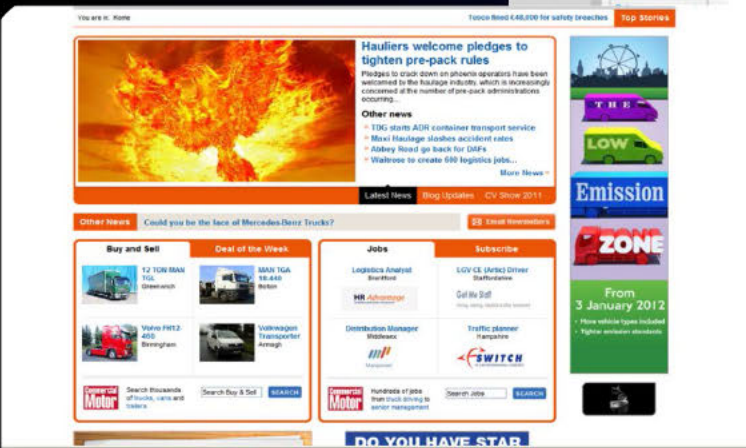 You are in: Home
Tesco fined £48,000 for safety breaches
Top Stories
Hauliers welcome pledges to
tighten pre-pack rules
Pledges to crack down on phoenix operators have been
welcomed by the haulage industry, which is increasingly
concerned at the number of pre-pack administrations
occurring...
Other news
TDG starts ADR container transport service
Maxi Haulage slashes accident rates
Abbey Road go back for DAFs
Waitrose to create 600 logistics jobs...
More News
Latest News
Blog Updates
CV Show 2011
Other News
Could you be the face of Mercedes-Benz Trucks?
Email Newsletters
Buy and Sell
Deal of the Week
12 TON MAN
TGL
Greenwich
MAN TGA
18.440
Bolton
Volvo FH12-
460
Birmingham
Volkwagon
Transporter
Armagh
Commercial
Motor
Search thousands
of trucks, vans and
trailers
Search Buy & Sell
SEARCH
Jobs
Subscribe
Logistics Analyst
Brentford
HR Advantage
LGV CE (Artic) Driver
Staffordshire
Get Me Staff
Distribution Manager
Middlesex
Management
Traffic planner
Hampshire
SWITCH
Commercial
Motor
Hundreds of jobs
from truck driving to
senior management
Search Jobs
SEARCH
THE
LOW
Emission
ZONE
From
3 January 2012
More vehicle types included
Tighter emission standards
DO YOU HAVE STAR